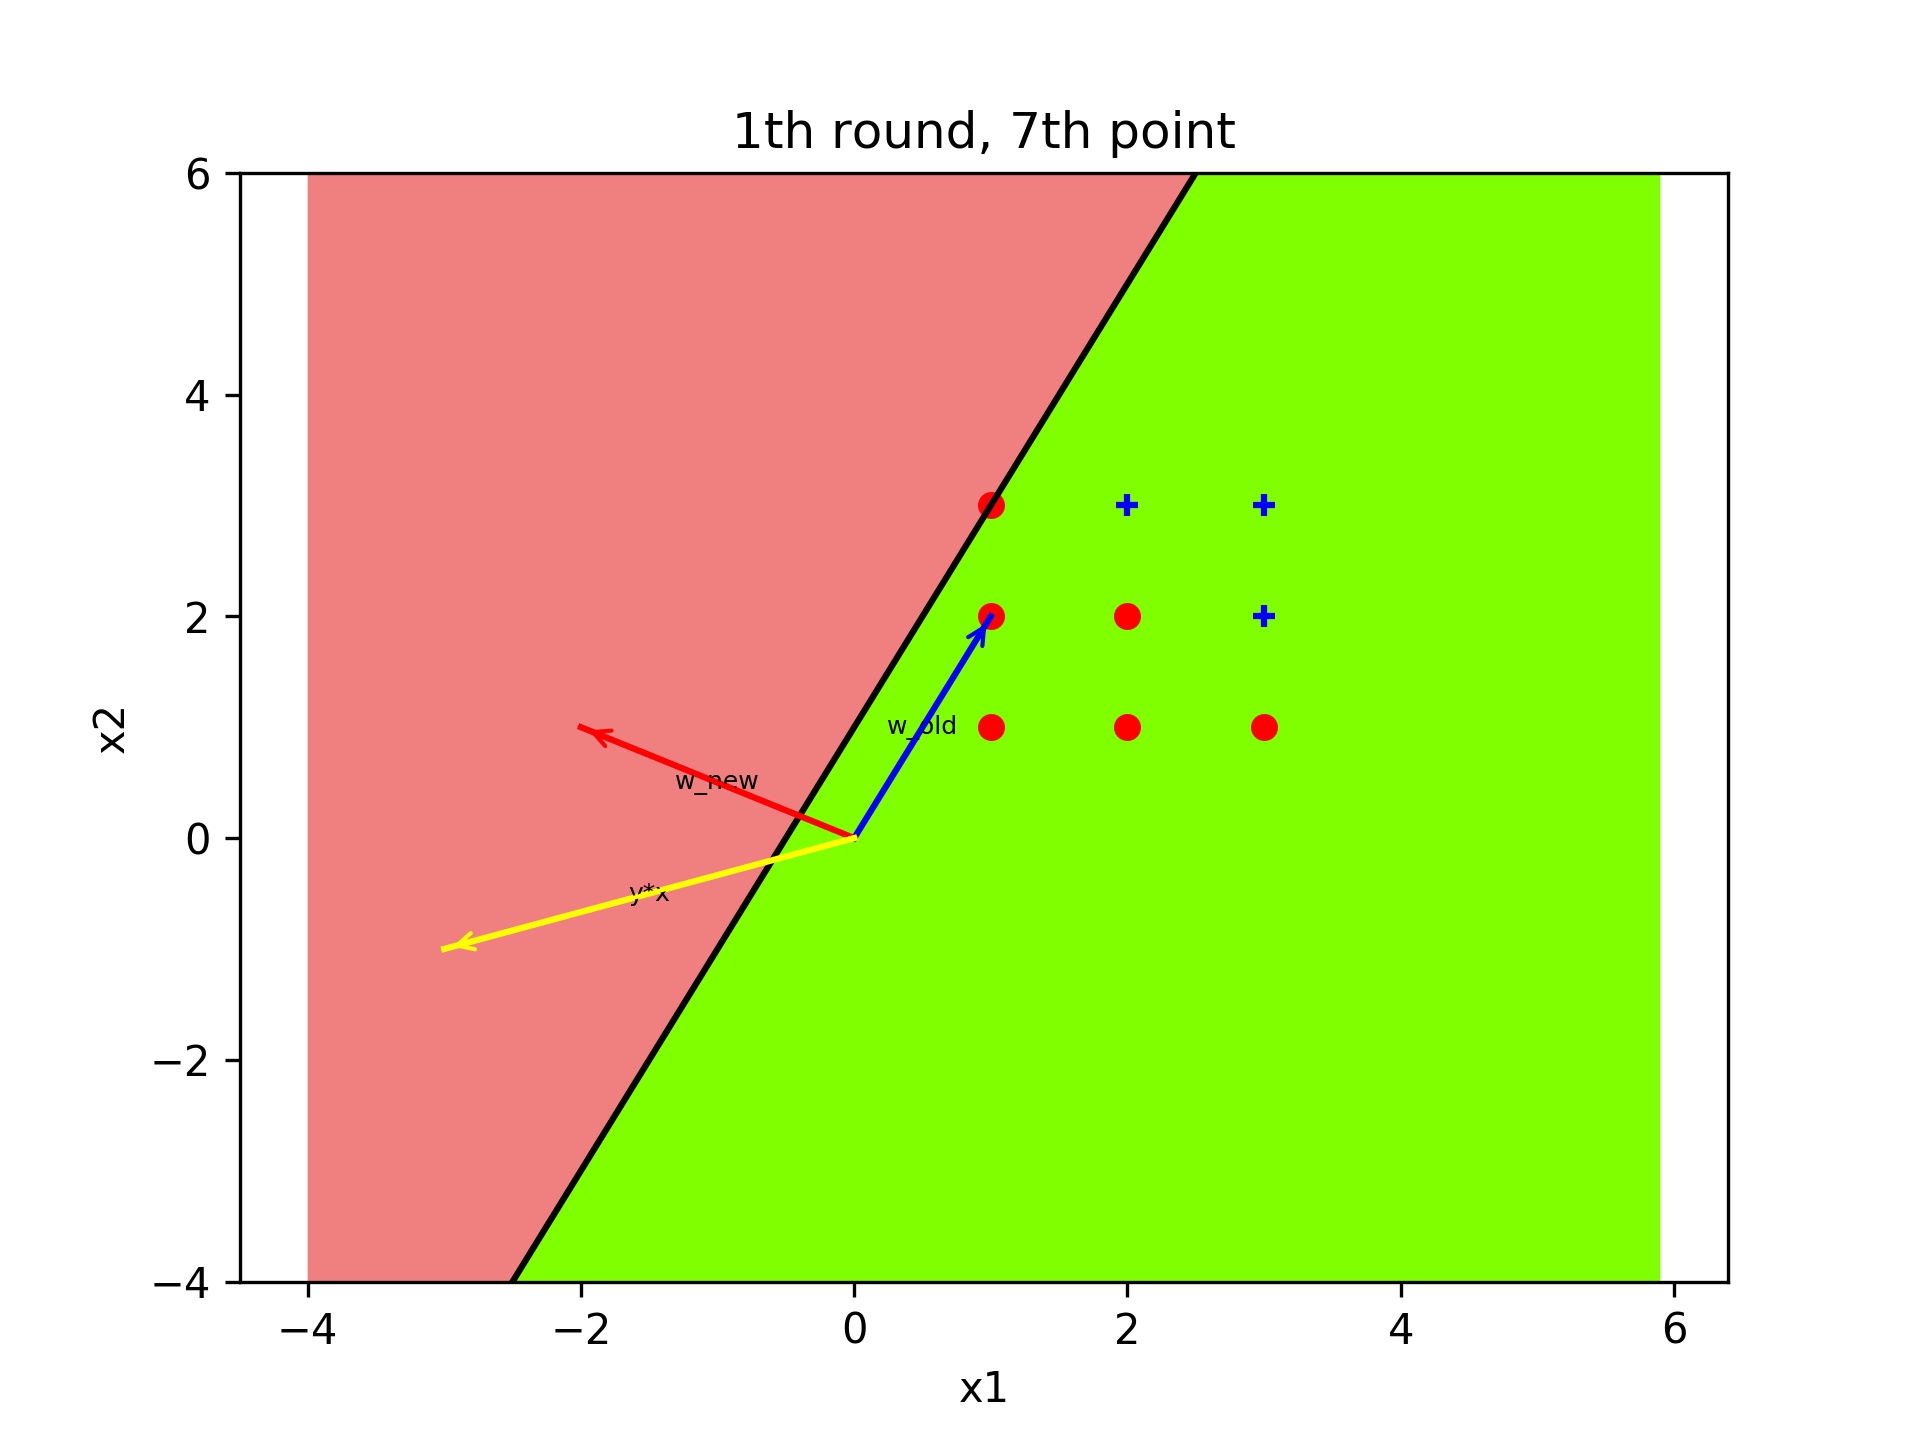 1th round, 7th point
6
4
2
0
−2
−4
x2
w_old
w_new
y*x
−4 −2 0 2 4 6
x1